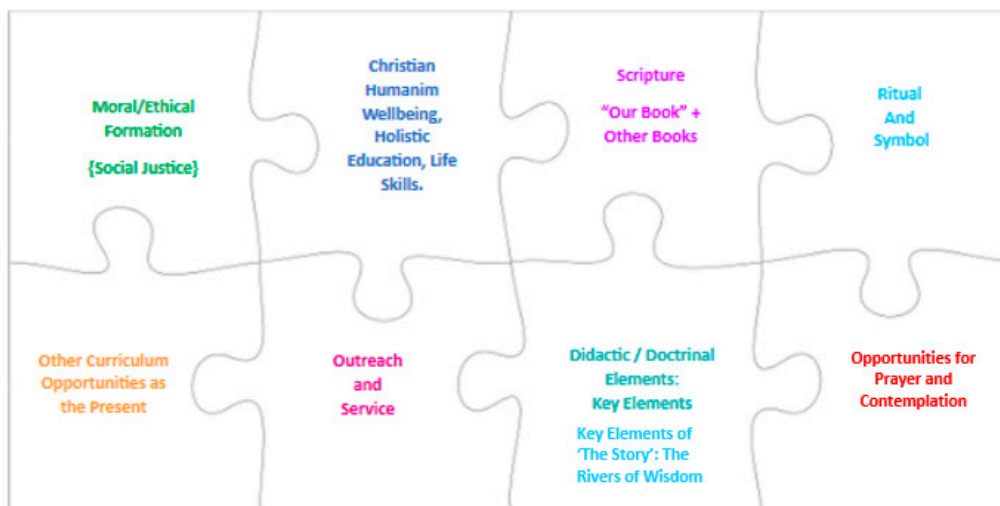 Moral/Ethical
Formation
{Social Justice}
Christian
Humanim
Wellbeing,
Holistic
Education, Life
Skills.
Scripture
“Our Book” +
Other Books
Ritual
And
Symbol
Other Curriculum
Opportunities as
the Present
Outreach
and
Service
Didactic / Doctrinal
Elements:
Key Elements
Key Elements of
‘The Story’: The
Rivers of Wisdom
Opportunities for
Prayer and
Contemplation